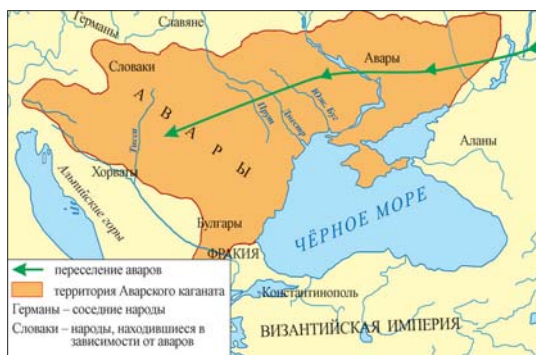 Германы
Славяне
Словаки
Авары
АВАРЫ
Тисса
Прут
Днестр
Юж. Буг
Аланы
Хорваты
Альпийские горы
Булгары
ЧЁРНОЕ МОРЕ
ФРАКИЯ
Константинополь
ВИЗАНТИЙСКАЯ ИМПЕРИЯ
переселение аваров
территория Аварского каганата
Германы – соседние народы
Словаки – народы, находившиеся в
зависимости от аваров